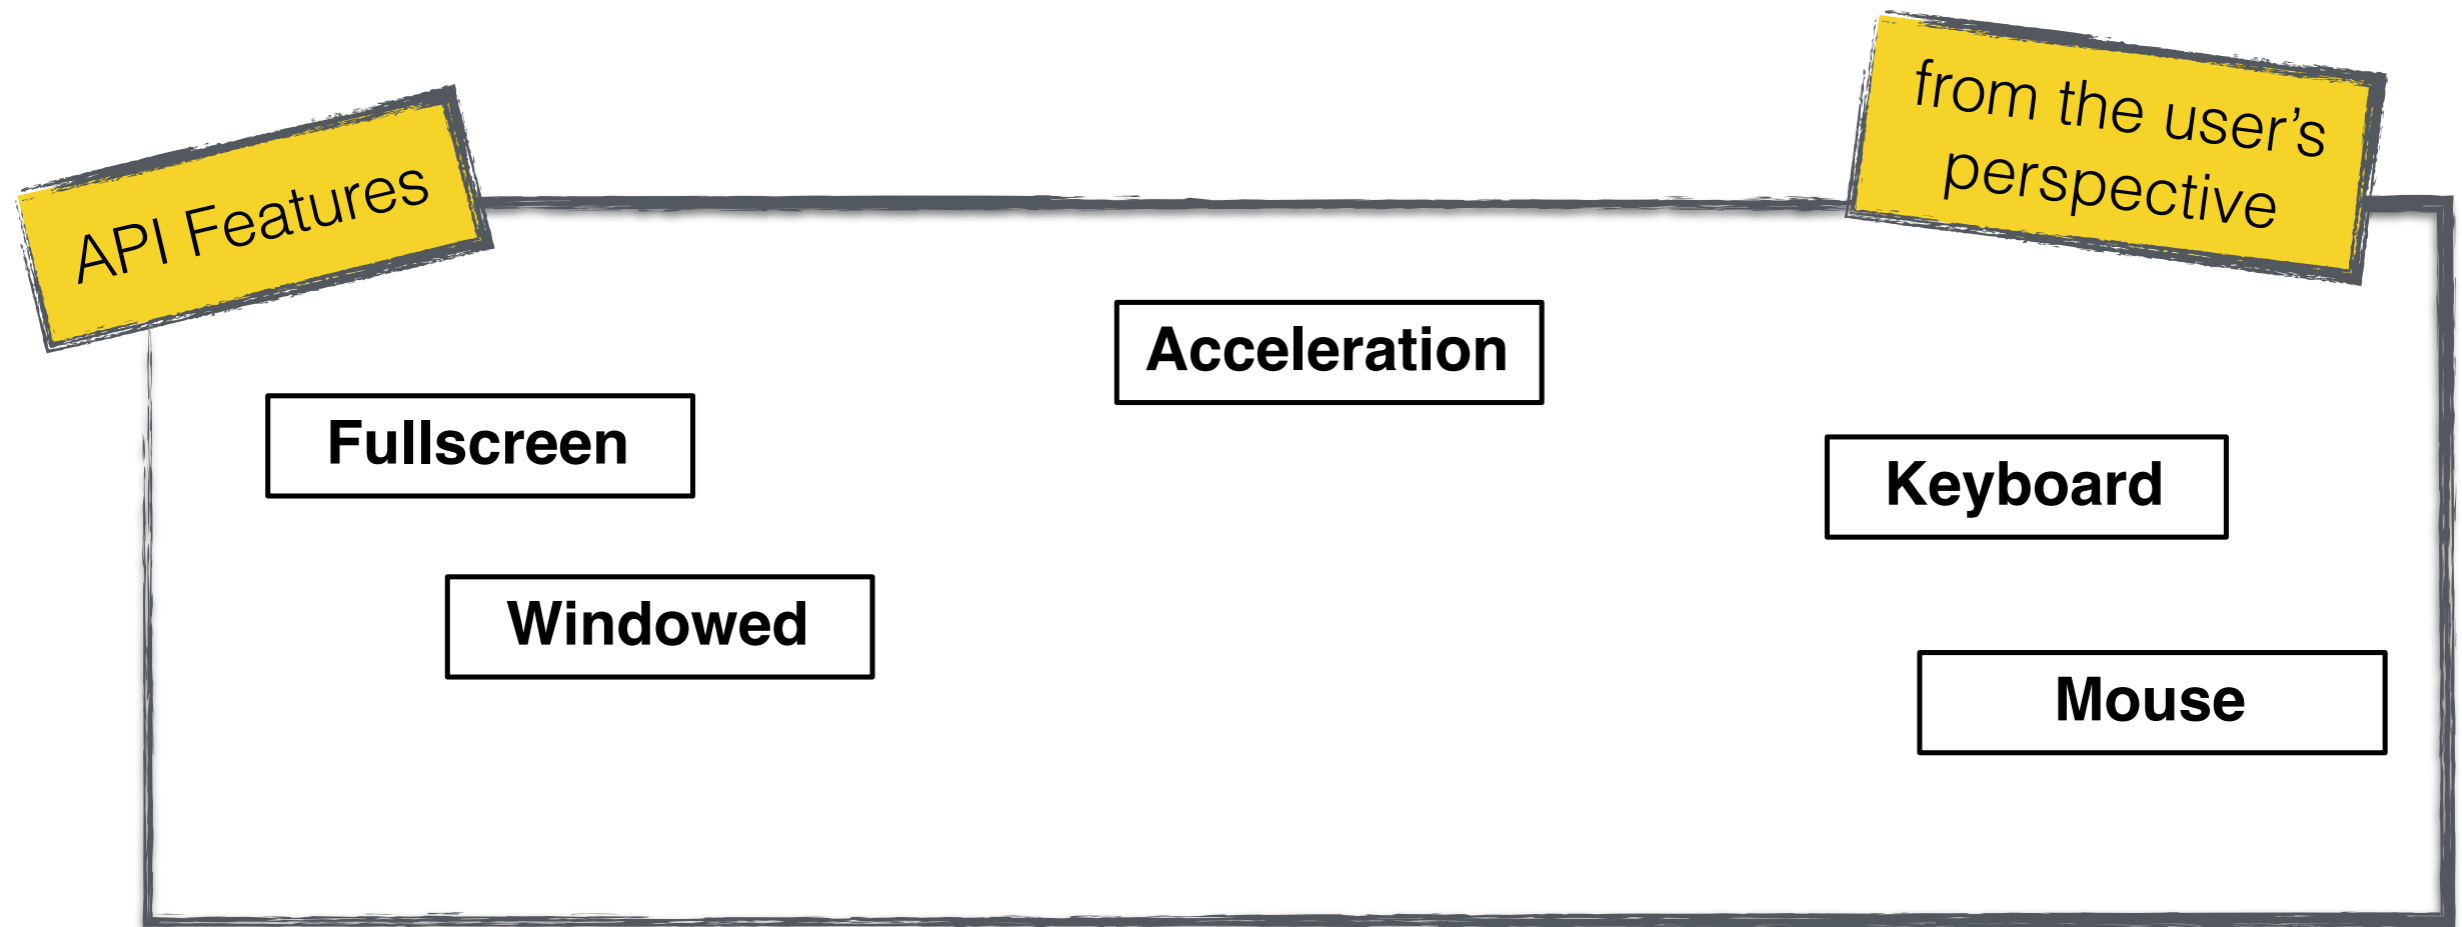 API Features
from the user’s
perspective
Acceleration
Fullscreen
Keyboard
Windowed
Mouse